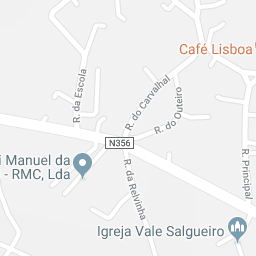 Café Lisboa
R. da Escola
R. do Carvalhal
R. do Outeiro
N356
i Manuel da
- RMC, Lda
R. da Relvinha
R. Principal
Igreja Vale Salgueiro